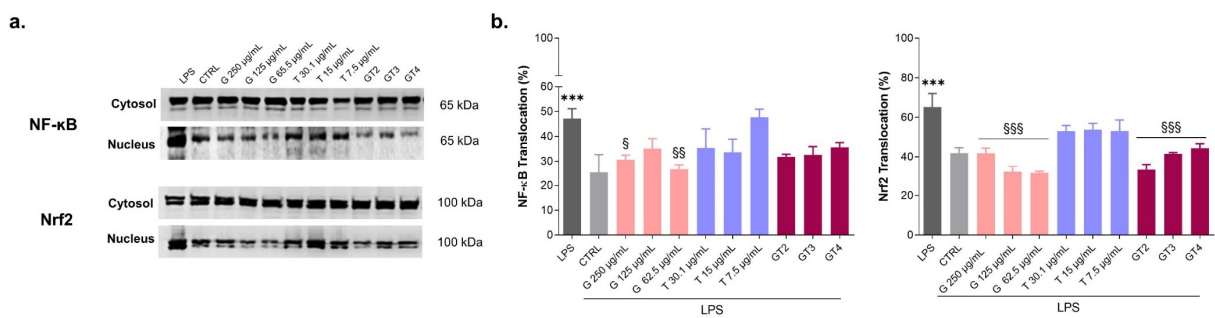 a.
LPS
CTRL
G 250 µg/mL
G 125 µg/mL
G 65.5 µg/mL
T 30.1 µg/mL
T 15 µg/mL
T 7.5 µg/mL
GT2
GT3
GT4
NF-κB
Cytosol
65 kDa
Nucleus
65 kDa
Nrf2
Cytosol
100 kDa
Nucleus
100 kDa
b.
NF-κB Translocation (%)
100
80
60
50
40
30
20
10
0
***
§
§§
LPS
CTRL
G 250 µg/mL
G 125 µg/mL
G 62.5 µg/mL
T 30.1 µg/mL
T 15 µg/mL
T 7.5 µg/mL
GT2
GT3
GT4
LPS
Nrf2 Translocation (%)
100
80
60
40
20
0
***
§§§
§§§
LPS
CTRL
G 250 µg/mL
G 125 µg/mL
G 62.5 µg/mL
T 30.1 µg/mL
T 15 µg/mL
T 7.5 µg/mL
GT2
GT3
GT4
LPS